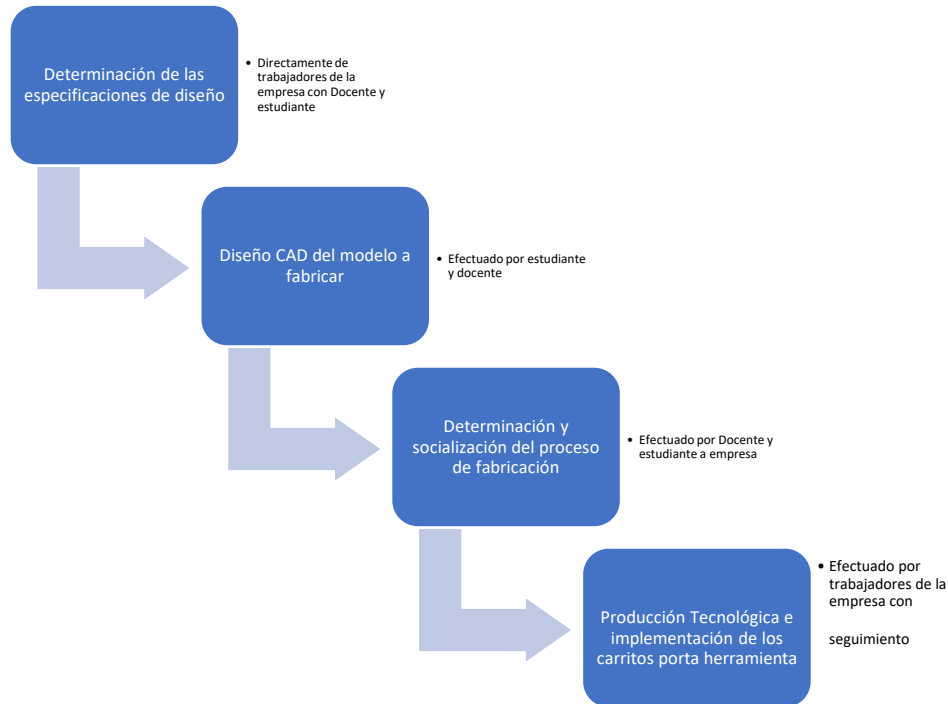 Determinación de las
especificaciones de diseño
• Directamente de
trabajadores de la
empresa con Docente y
estudiante
Diseño CAD del modelo a
fabricar
• Efectuado por estudiante
y docente
Determinación y
socialización del proceso
de fabricación
• Efectuado por Docente y
estudiante a empresa
Producción Tecnológica e
implementación de los
carritos porta herramienta
• Efectuado por
trabajadores de la
empresa con
seguimiento